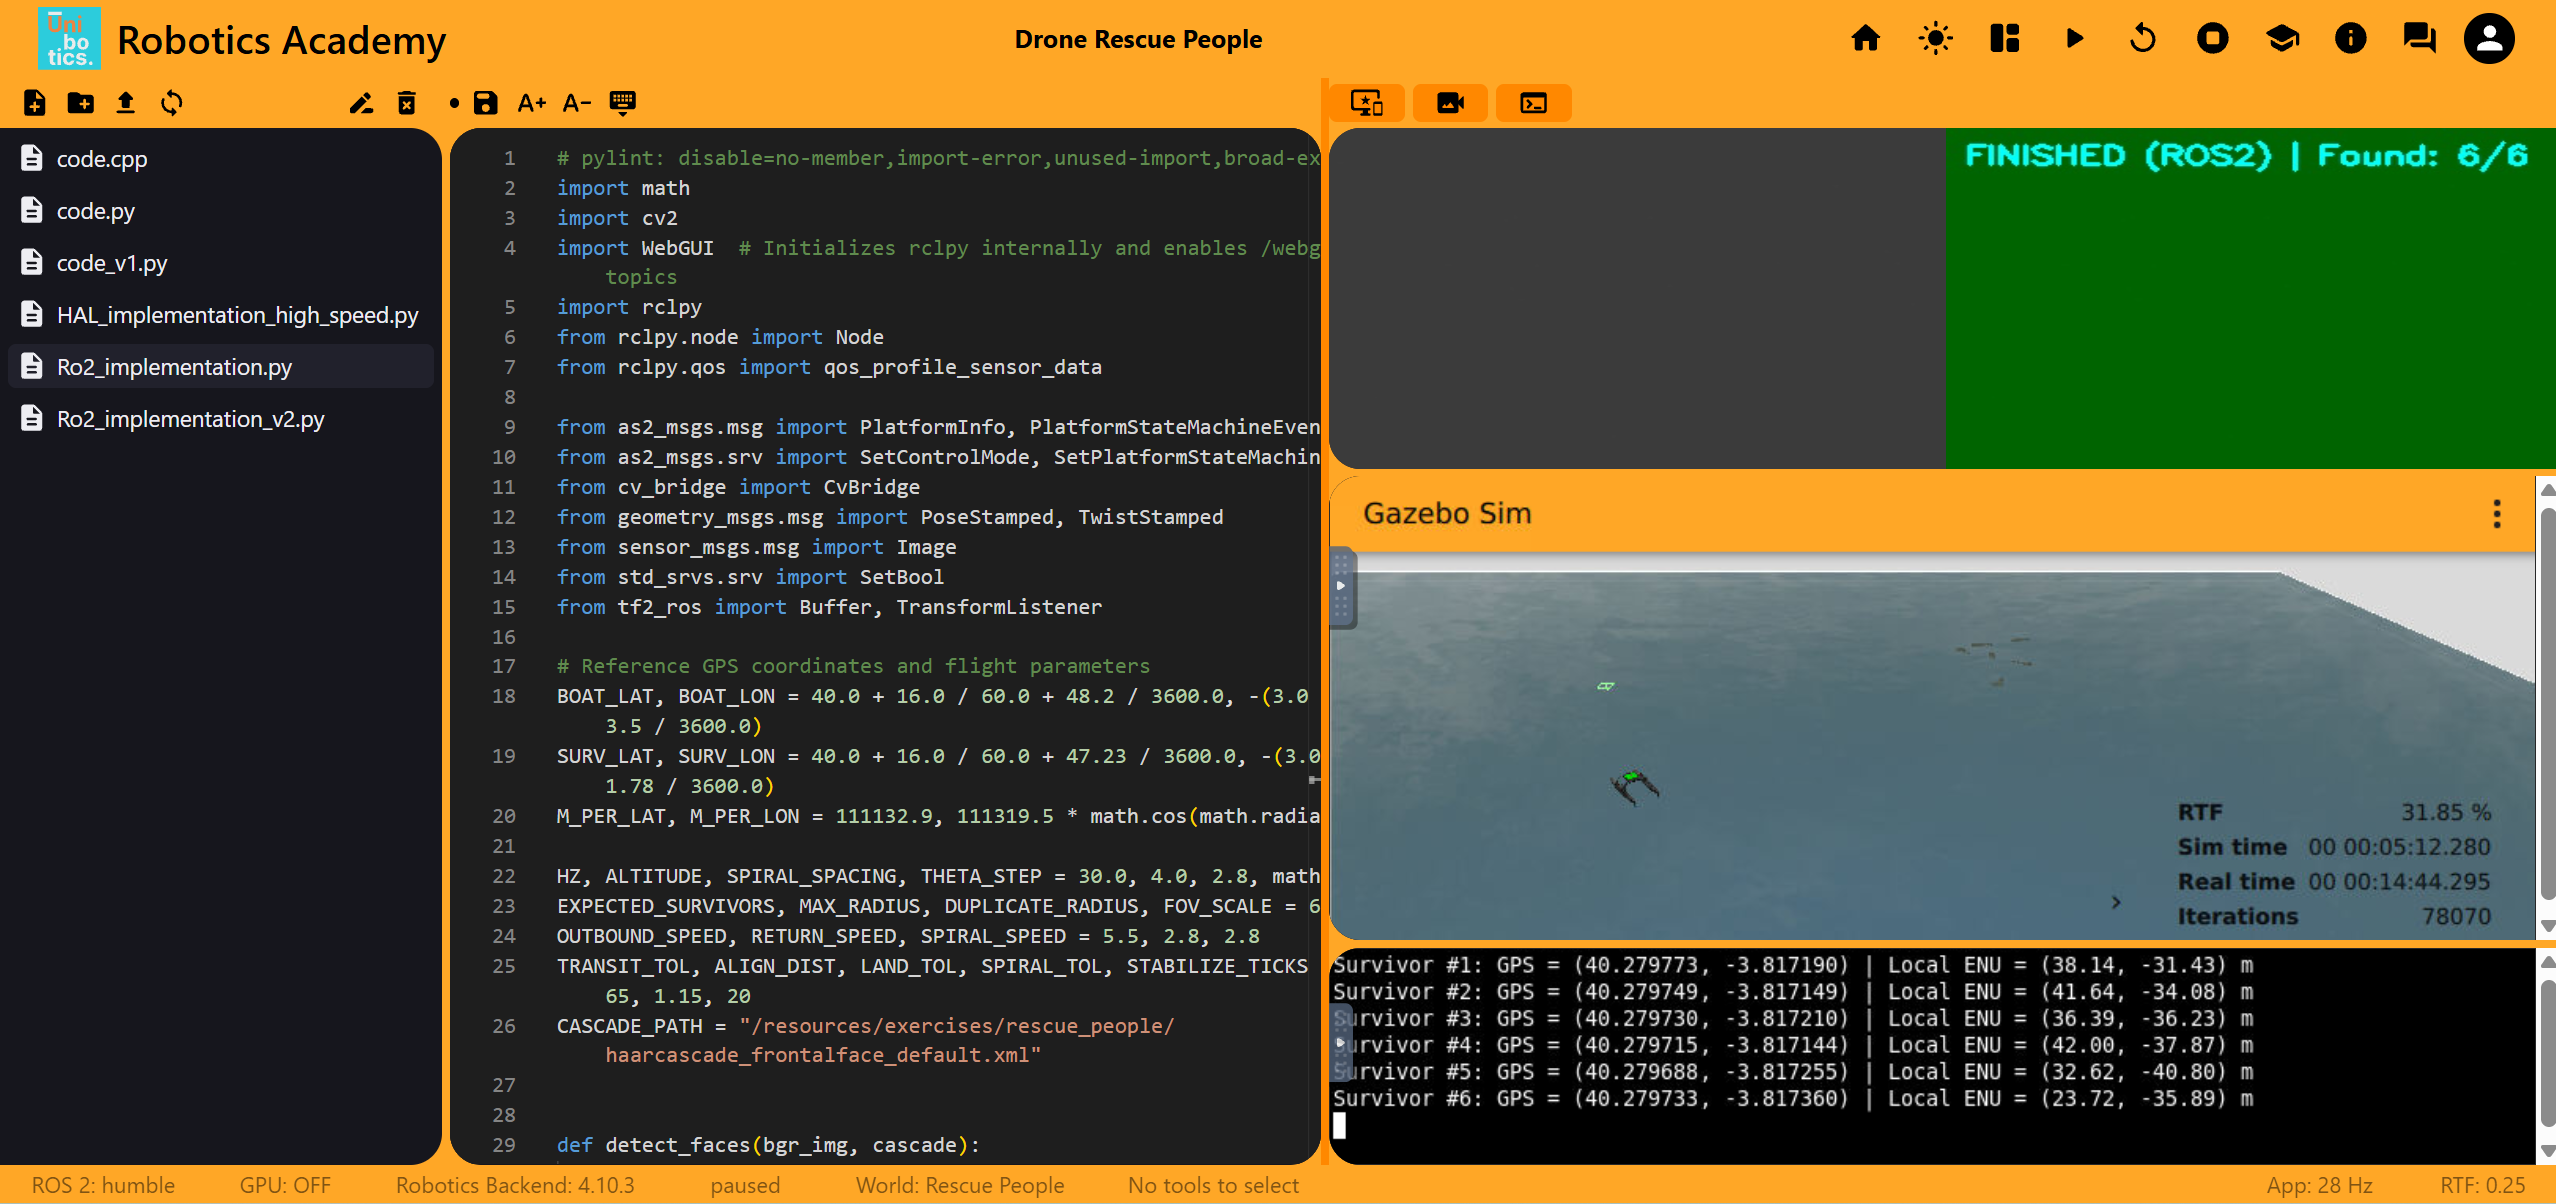 Uni
bo
tics.
Robotics Academy
Drone Rescue People
A+ A-
code.cpp
code.py
code_v1.py
HAL_implementation_high_speed.py
Ro2_implementation.py
Ro2_implementation_v2.py
1 # pylint: disable=no-member,import-error,unused-import,broad-ex
2 import math
3 import cv2
4 import WebGUI  # Initializes rclpy internally and enables /webg
topics
5 import rclpy
6 from rclpy.node import Node
7 from rclpy.qos import qos_profile_sensor_data
8
9 from as2_msgs.msg import PlatformInfo, PlatformStateMachineEven
10 from as2_msgs.srv import SetControlMode, SetPlatformStateMachin
11 from cv_bridge import CvBridge
12 from geometry_msgs.msg import PoseStamped, TwistStamped
13 from sensor_msgs.msg import Image
14 from std_srvs.srv import SetBool
15 from tf2_ros import Buffer, TransformListener
16
17 # Reference GPS coordinates and flight parameters
18 BOAT_LAT, BOAT_LON = 40.0 + 16.0 / 60.0 + 48.2 / 3600.0, -(3.0
3.5 / 3600.0)
19 SURV_LAT, SURV_LON = 40.0 + 16.0 / 60.0 + 47.23 / 3600.0, -(3.0
1.78 / 3600.0)
20 M_PER_LAT, M_PER_LON = 111132.9, 111319.5 * math.cos(math.radia
21
22 HZ, ALTITUDE, SPIRAL_SPACING, THETA_STEP = 30.0, 4.0, 2.8, math
23 EXPECTED_SURVIVORS, MAX_RADIUS, DUPLICATE_RADIUS, FOV_SCALE = 6
24 OUTBOUND_SPEED, RETURN_SPEED, SPIRAL_SPEED = 5.5, 2.8, 2.8
25 TRANSIT_TOL, ALIGN_DIST, LAND_TOL, SPIRAL_TOL, STABILIZE_TICKS
65, 1.15, 20
26 CASCADE_PATH = "/resources/exercises/rescue_people/
haarcascade_frontalface_default.xml"
27
28
29 def detect_faces(bgr_img, cascade):
FINISHED (ROS2) | Found: 6/6
Gazebo Sim
RTF 31.85 %
Sim time 00 00:05:12.280
Real time 00 00:14:44.295
Iterations 78070
Survivor #1: GPS = (40.279773, -3.817190) | Local ENU = (38.14, -31.43) m
Survivor #2: GPS = (40.279749, -3.817149) | Local ENU = (41.64, -34.08) m
Survivor #3: GPS = (40.279730, -3.817210) | Local ENU = (36.39, -36.23) m
Survivor #4: GPS = (40.279715, -3.817144) | Local ENU = (42.00, -37.87) m
Survivor #5: GPS = (40.279688, -3.817255) | Local ENU = (32.62, -40.80) m
Survivor #6: GPS = (40.279733, -3.817360) | Local ENU = (23.72, -35.89) m
ROS 2: humble GPU: OFF Robotics Backend: 4.10.3 paused World: Rescue People No tools to select App: 28 Hz RTF: 0.25